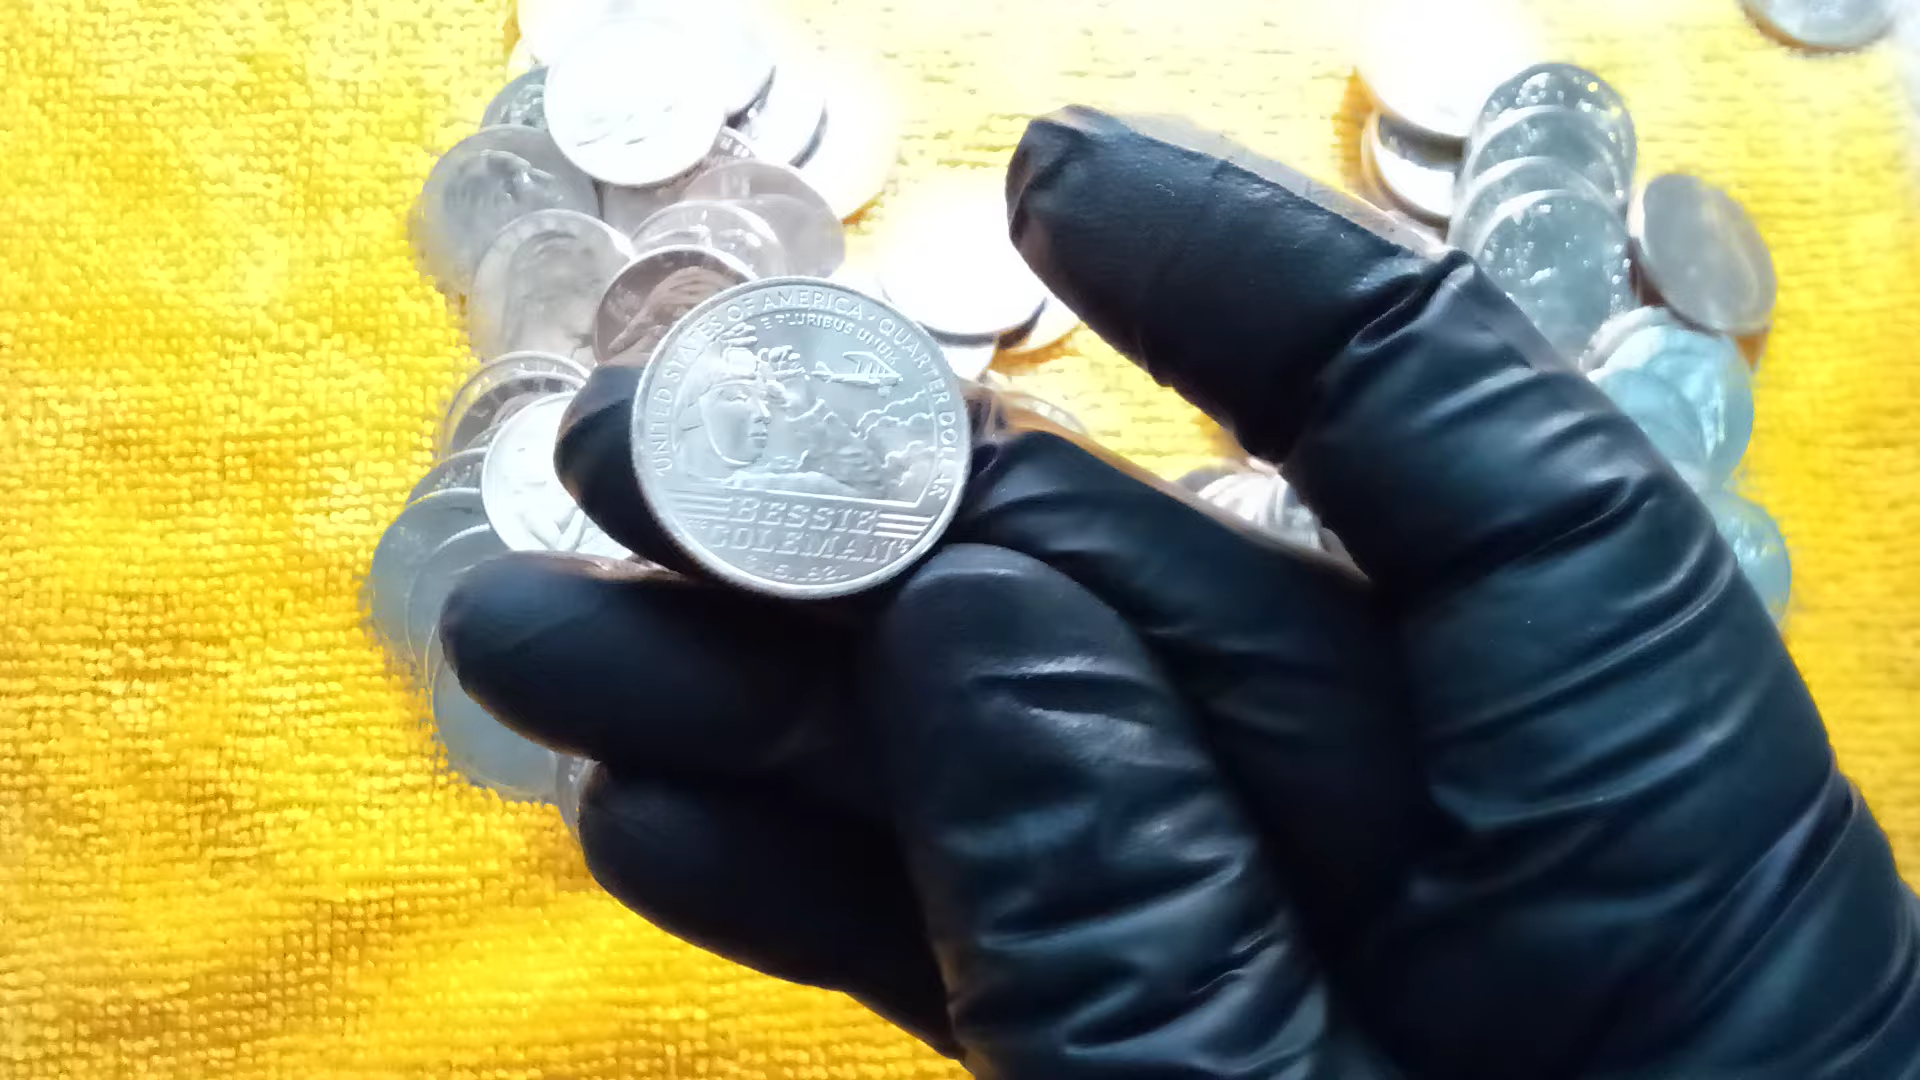 UNITED STATES OF AMERICA · QUARTER DOLLAR
E PLURIBUS UNUM
BESSIE
COLEMAN